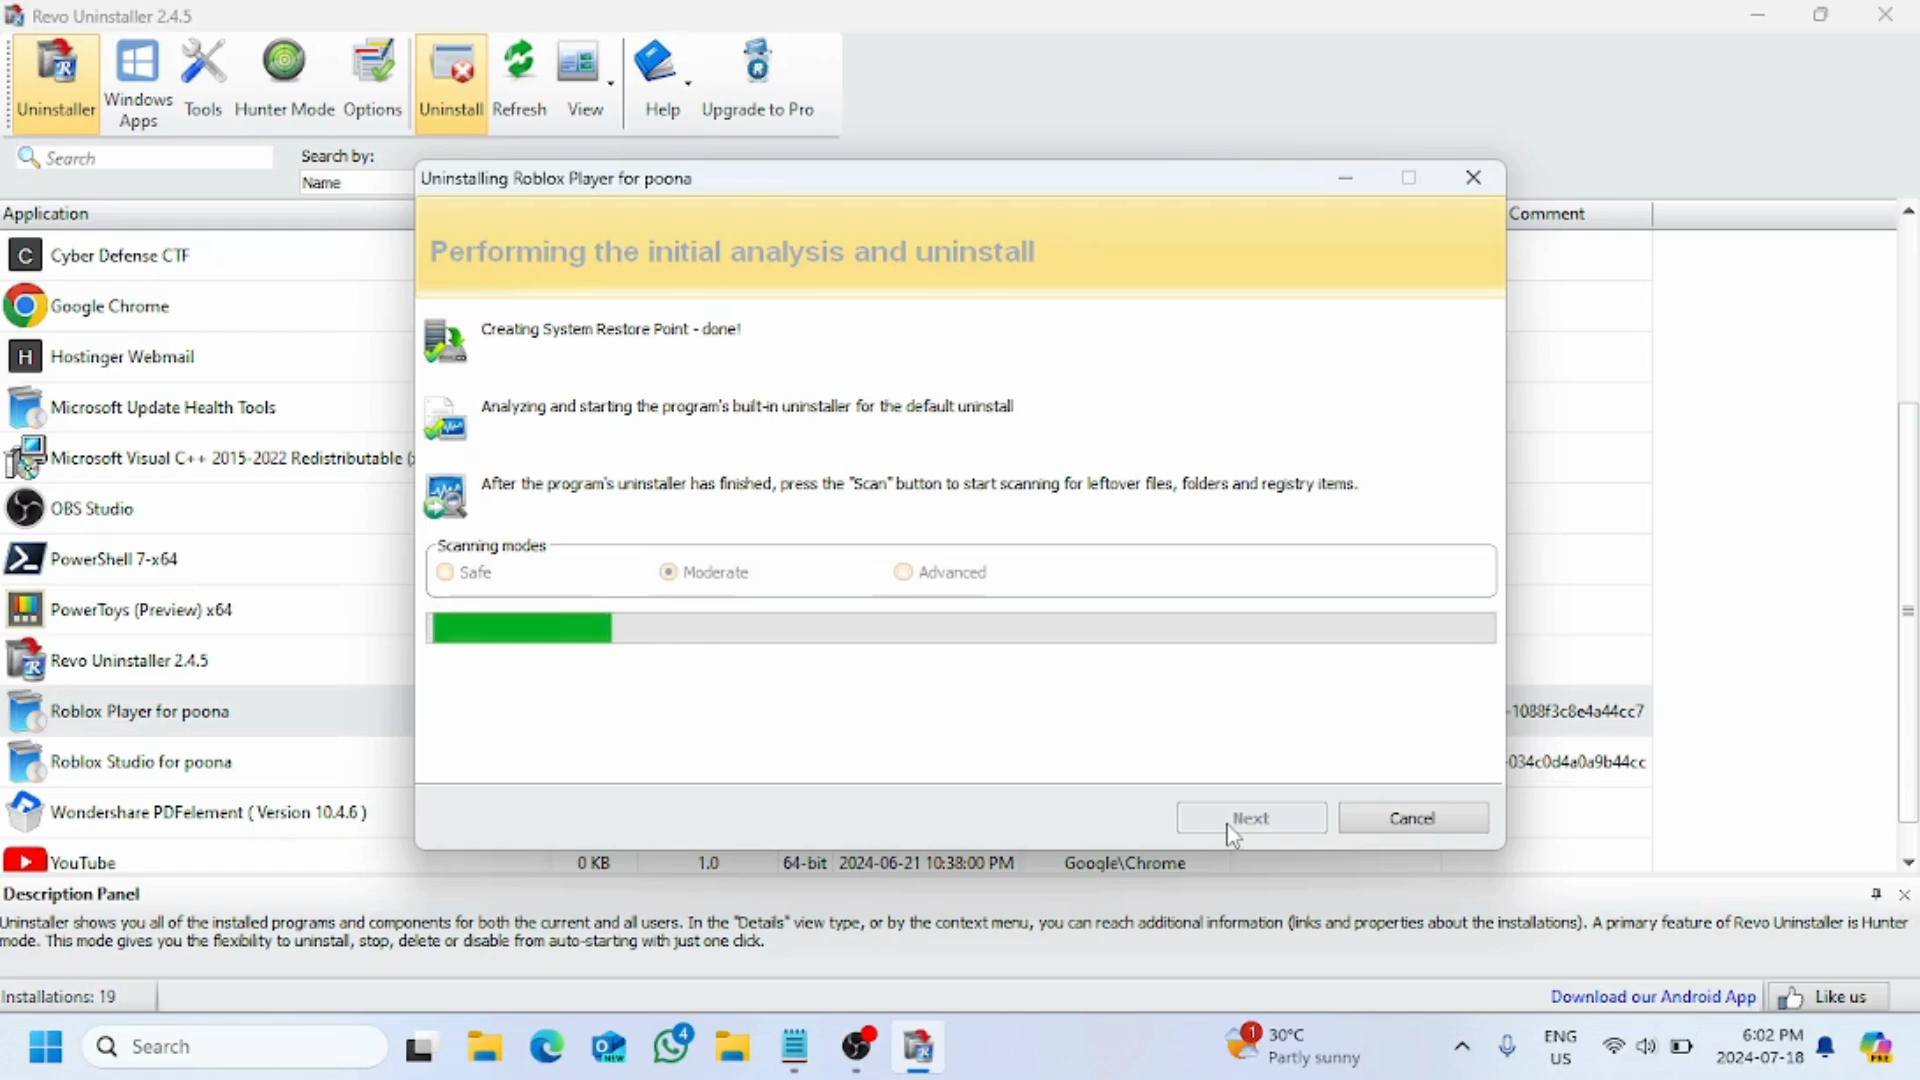 Revo Uninstaller 2.4.5
Uninstaller
Windows Apps
Tools
Hunter Mode
Options
Uninstall
Refresh
View
Help
Upgrade to Pro
Search
Search by:
Name
Uninstalling Roblox Player for poona
Application
Comment
Performing the initial analysis and uninstall
Cyber Defense CTF
Google Chrome
Creating System Restore Point - done!
Hostinger Webmail
Microsoft Update Health Tools
Analyzing and starting the program's built-in uninstaller for the default uninstall
Microsoft Visual C++ 2015-2022 Redistributable
After the program's uninstaller has finished, press the "Scan" button to start scanning for leftover files, folders and registry items.
OBS Studio
Scanning modes
Safe
Moderate
Advanced
PowerShell 7-x64
PowerToys (Preview) x64
Revo Uninstaller 2.4.5
Roblox Player for poona
-1088f3c8e4a44cc7
Roblox Studio for poona
-034c0d4a0a9b44cc
Wondershare PDFelement ( Version 10.4.6 )
Next
Cancel
YouTube
0 KB
1.0
64-bit
2024-06-21 10:38:00 PM
Google\Chrome
Description Panel
Uninstaller shows you all of the installed programs and components for both the current and all users. In the "Details" view type, or by the context menu, you can reach additional information (links and properties about the installations). A primary feature of Revo Uninstaller is Hunter
mode. This mode gives you the flexibility to uninstall, stop, delete or disable from auto-starting with just one click.
Installations: 19
Download our Android App
Like us
Search
NEW
4
1
30°C
Partly sunny
ENG
US
6:02 PM
2024-07-18
PRE